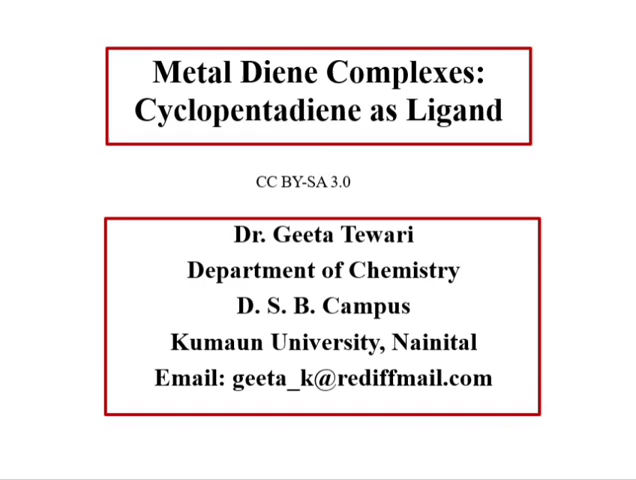 Metal Diene Complexes:
Cyclopentadiene as Ligand
CC BY-SA 3.0
Dr. Geeta Tewari
Department of Chemistry
D. S. B. Campus
Kumaun University, Nainital
Email: geeta_k@rediffmail.com